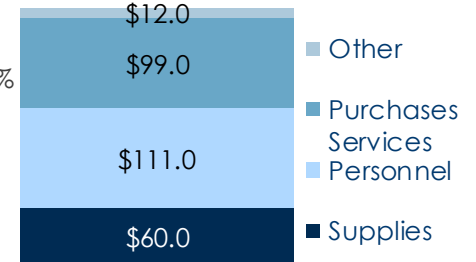 $12.0
Other
$99.0
%
Purchases
Services
$111.0
Personnel
$60.0
Supplies